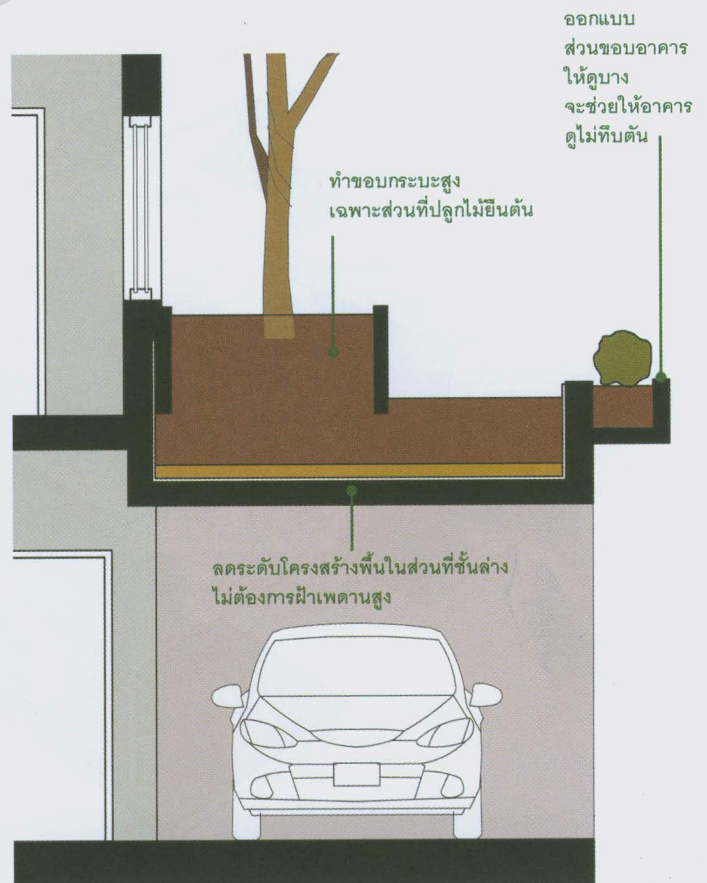 ออกแบบ
ส่วนขอบอาคาร
ให้ดูบาง
จะช่วยให้อาคาร
ดูไม่ทึบตัน
ทำขอบกระบะสูง
เฉพาะส่วนที่ปลูกไม้ยืนต้น
ลดระดับโครงสร้างพื้นในส่วนที่ชั้นล่าง
ไม่ต้องการฝ้าเพดานสูง